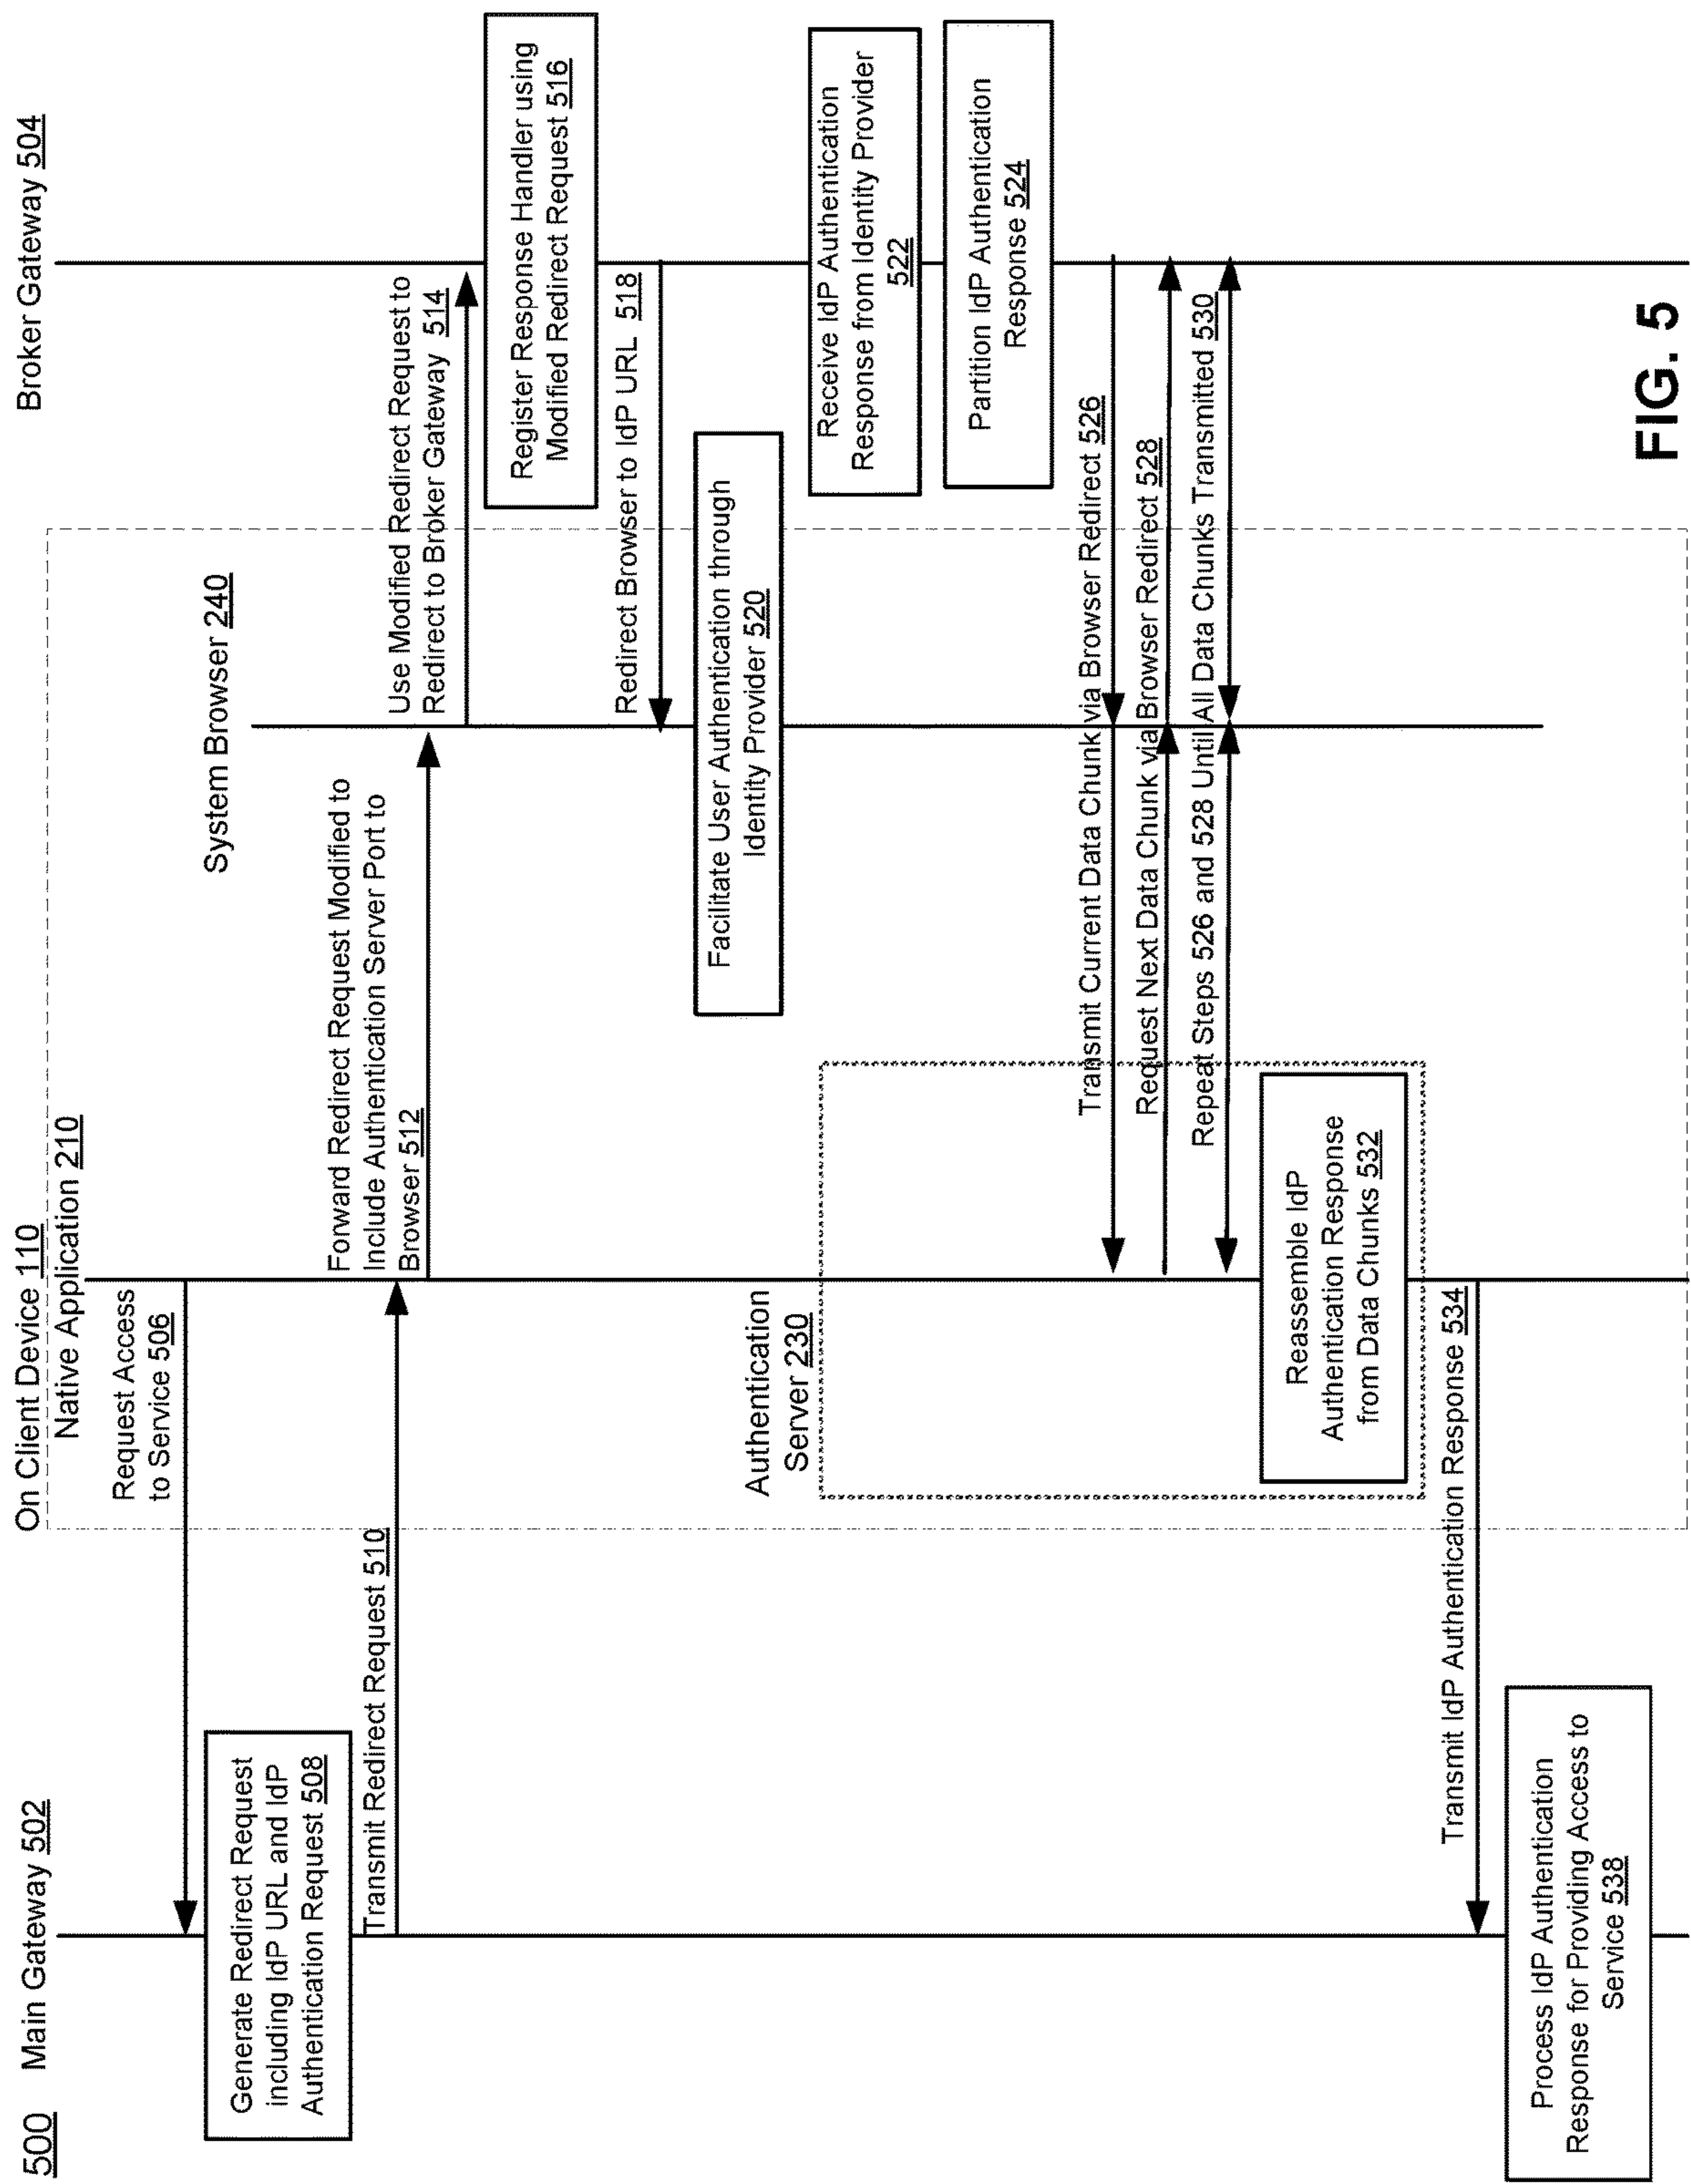 500
Main Gateway 502
On Client Device 110
Native Application 210
System Browser 240
Broker Gateway 504
Request Access
to Service 506
Generate Redirect Request
including IdP URL and IdP
Authentication Request 508
Transmit Redirect Request 510
Forward Redirect Request Modified to
Include Authentication Server Port to
Browser 512
Use Modified Redirect Request to
Redirect to Broker Gateway 514
Register Response Handler using
Modified Redirect Request 516
Redirect Browser to IdP URL 518
Facilitate User Authentication through
Identity Provider 520
Receive IdP Authentication
Response from Identity Provider
522
Partition IdP Authentication
Response 524
Authentication
Server 230
Transmit Current Data Chunk via Browser Redirect 526
Request Next Data Chunk via Browser Redirect 528
Repeat Steps 526 and 528 Until All Data Chunks Transmitted 530
Reassemble IdP
Authentication Response
from Data Chunks 532
Transmit IdP Authentication Response 534
Process IdP Authentication
Response for Providing Access to
Service 538
FIG. 5